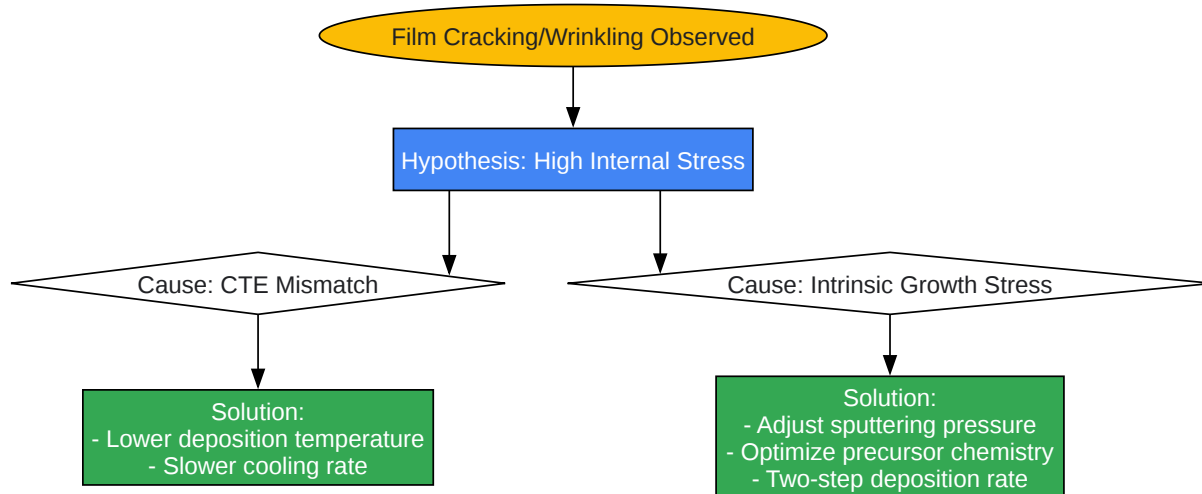 Film Cracking/Wrinkling Observed
Hypothesis: High Internal Stress
Cause: CTE Mismatch
Cause: Intrinsic Growth Stress
Solution:
- Lower deposition temperature
- Slower cooling rate
Solution:
- Adjust sputtering pressure
- Optimize precursor chemistry
- Two-step deposition rate